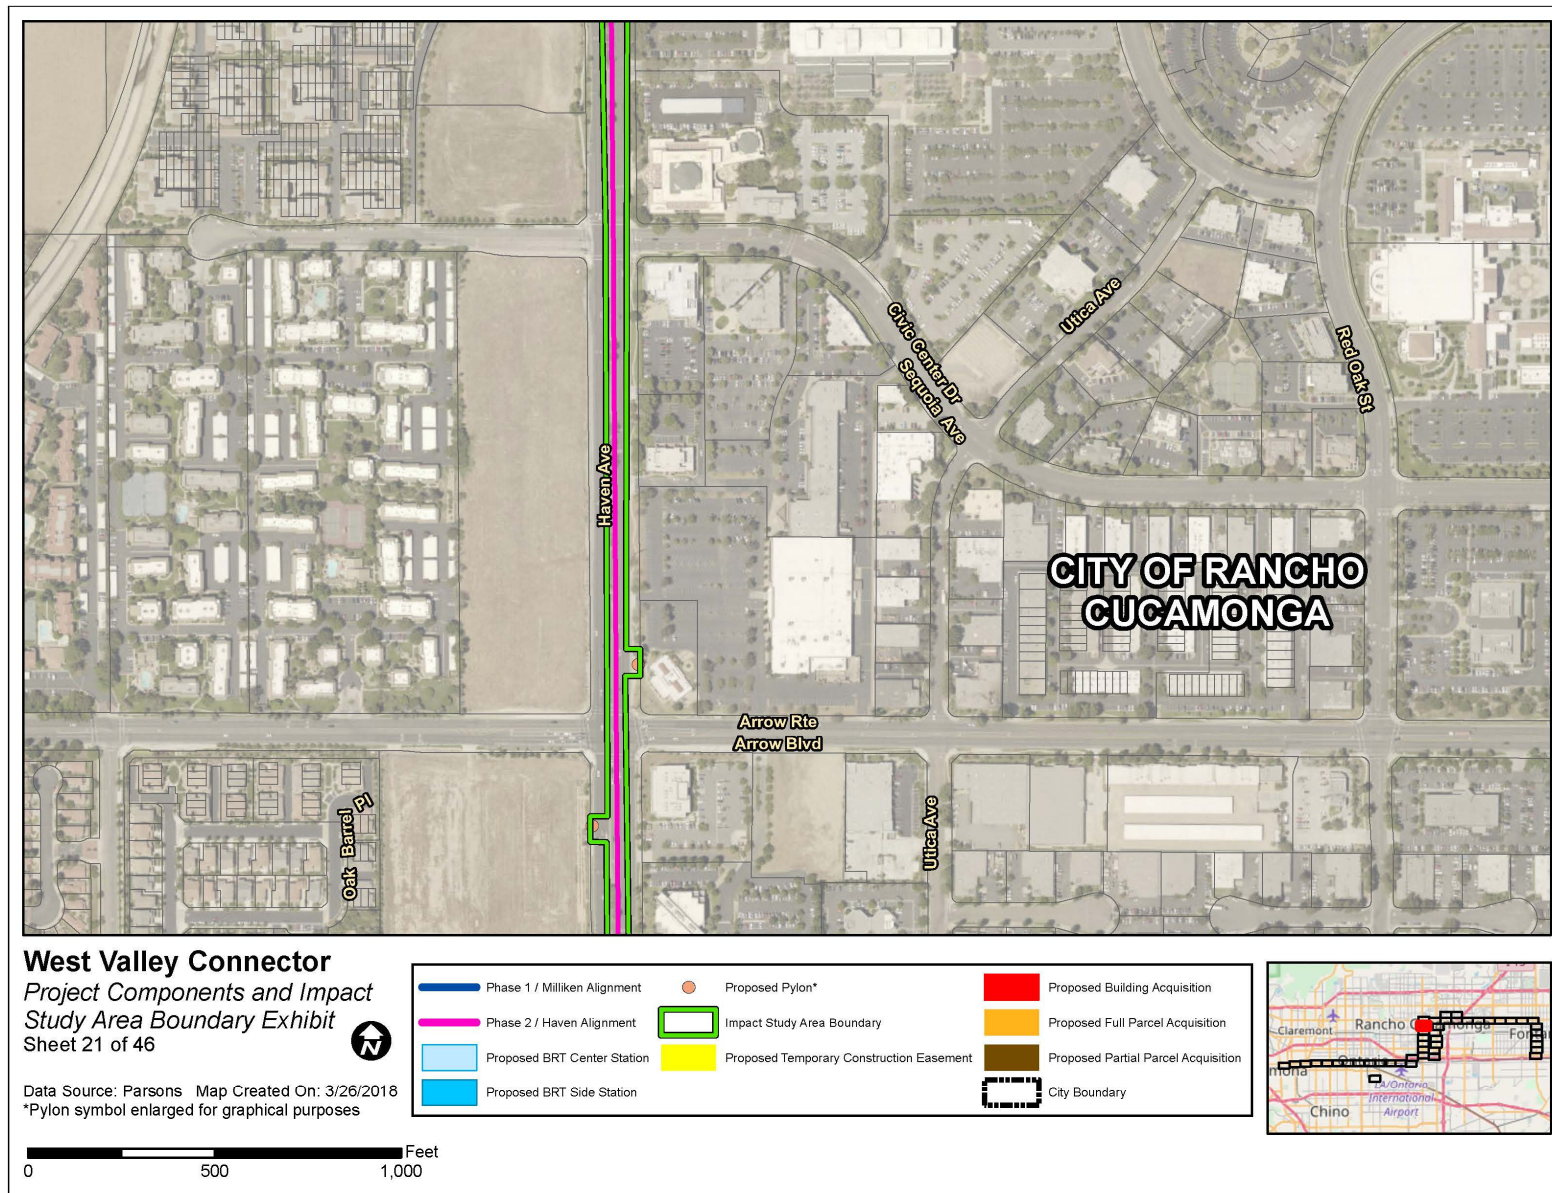 Civic Center Dr
Sequoia Ave
Utica Ave
Red Oak St
Haven Ave
CITY OF RANCHO
CUCAMONGA
Arrow Rte
Arrow Blvd
Oak Barrel Pl
Utica Ave
West Valley Connector
Project Components and Impact
Study Area Boundary Exhibit
Sheet 21 of 46
N
Data Source: Parsons Map Created On: 3/26/2018
*Pylon symbol enlarged for graphical purposes
0 500 1,000 Feet
Phase 1 / Milliken Alignment
Phase 2 / Haven Alignment
Proposed BRT Center Station
Proposed BRT Side Station
Proposed Pylon*
Impact Study Area Boundary
Proposed Temporary Construction Easement
Proposed Building Acquisition
Proposed Full Parcel Acquisition
Proposed Partial Parcel Acquisition
City Boundary
Claremont
Rancho
Ontario
LA/Ontario
International
Airport
Chino